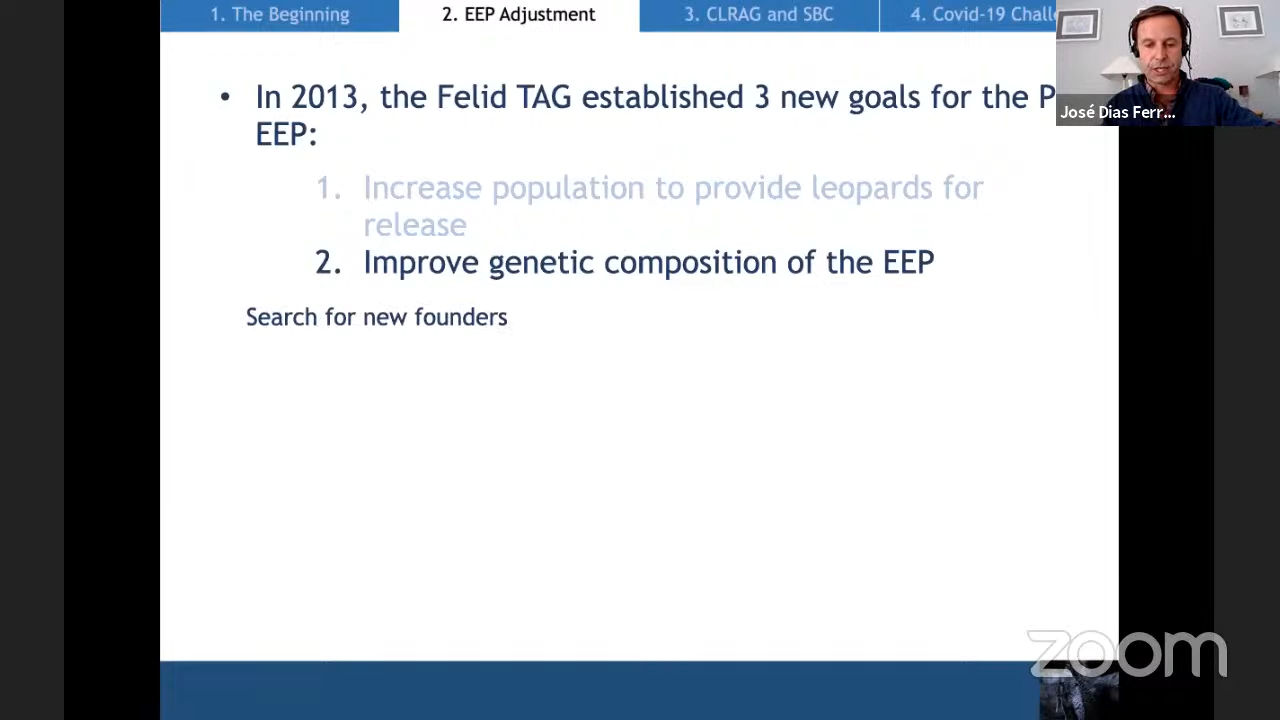 1. The Beginning
2. EEP Adjustment
3. CLRAG and SBC
4. Covid-19 Challe
José Dias Ferr...
• In 2013, the Felid TAG established 3 new goals for the P
EEP:
1. Increase population to provide leopards for
release
2. Improve genetic composition of the EEP
Search for new founders
zoom